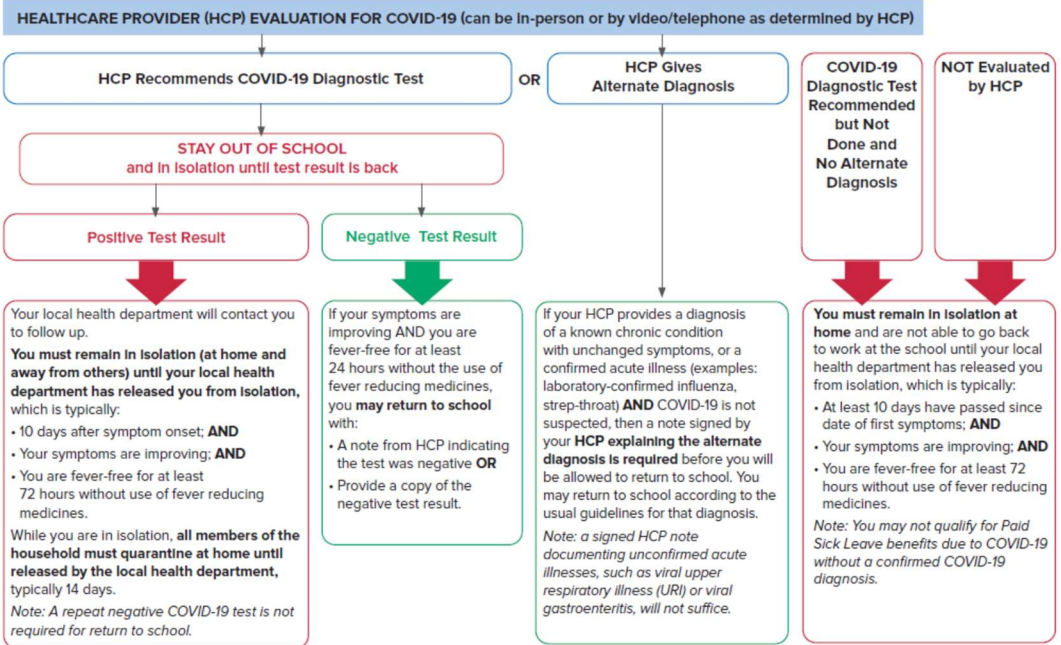 HEALTHCARE PROVIDER (HCP) EVALUATION FOR COVID-19 (can be in-person or by video/telephone as determined by HCP)
HCP Recommends COVID-19 Diagnostic Test
OR
HCP Gives
Alternate Diagnosis
COVID-19
Diagnostic Test
Recommended
but Not
Done and
No Alternate
Diagnosis
NOT Evaluated
by HCP
STAY OUT OF SCHOOL
and in isolation until test result is back
Positive Test Result
Negative Test Result
Your local health department will contact you
to follow up.
You must remain in isolation (at home and
away from others) until your local health
department has released you from isolation,
which is typically:
• 10 days after symptom onset; AND
• Your symptoms are improving; AND
• You are fever-free for at least
72 hours without use of fever reducing
medicines.
While you are in isolation, all members of the
household must quarantine at home until
released by the local health department,
typically 14 days.
Note: A repeat negative COVID-19 test is not
required for return to school.
If your symptoms are
improving AND you are
fever-free for at least
24 hours without the use of
fever reducing medicines,
you may return to school
with:
• A note from HCP indicating
the test was negative OR
• Provide a copy of the
negative test result.
If your HCP provides a diagnosis
of a known chronic condition
with unchanged symptoms, or a
confirmed acute illness (examples:
laboratory-confirmed influenza,
strep-throat) AND COVID-19 is not
suspected, then a note signed by
your HCP explaining the alternate
diagnosis is required before you will
be allowed to return to school. You
may return to school according to the
usual guidelines for that diagnosis.
Note: a signed HCP note
documenting unconfirmed acute
illnesses, such as viral upper
respiratory illness (URI) or viral
gastroenteritis, will not suffice.
You must remain in isolation at
home and are not able to go back
to work at the school until your local
health department has released you
from isolation, which is typically:
• At least 10 days have passed since
date of first symptoms; AND
• Your symptoms are improving; AND
• You are fever-free for at least 72
hours without use of fever reducing
medicines.
Note: You may not qualify for Paid
Sick Leave benefits due to COVID-19
without a confirmed COVID-19
diagnosis.